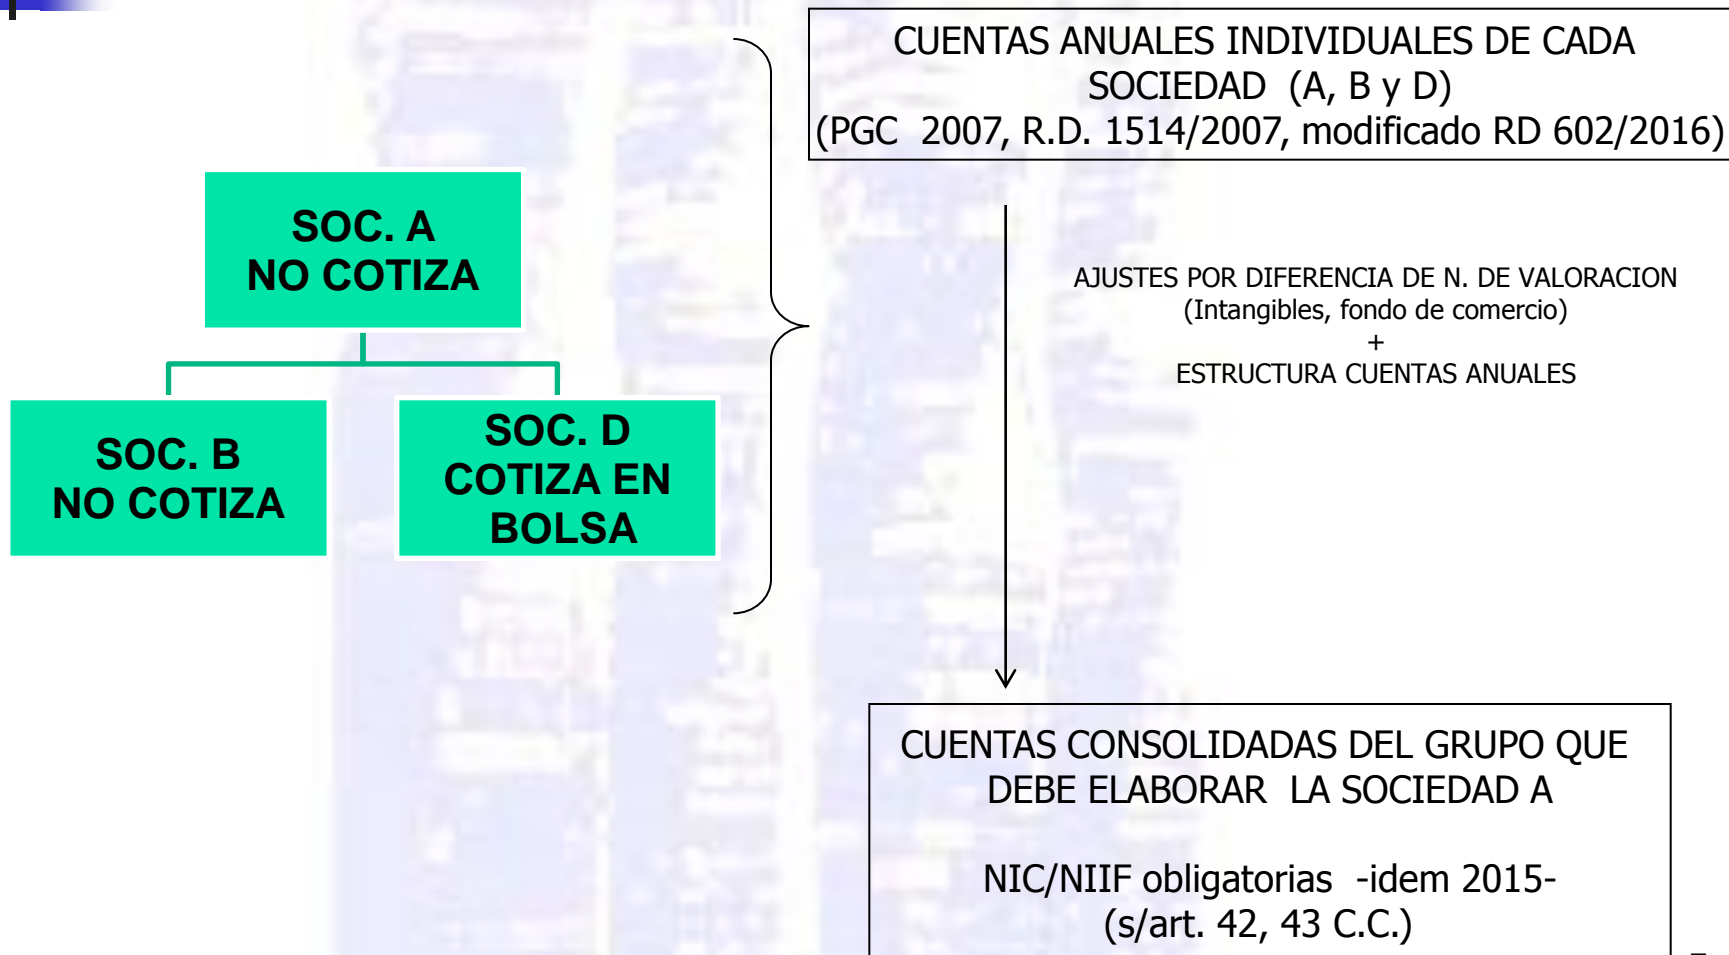 CUENTAS ANUALES INDIVIDUALES DE CADA
SOCIEDAD (A, B y D)
(PGC 2007, R.D. 1514/2007, modificado RD 602/2016)
SOC. A
NO COTIZA
SOC. B
NO COTIZA
SOC. D
COTIZA EN
BOLSA
AJUSTES POR DIFERENCIA DE N. DE VALORACION
(Intangibles, fondo de comercio)
+
ESTRUCTURA CUENTAS ANUALES
CUENTAS CONSOLIDADAS DEL GRUPO QUE
DEBE ELABORAR LA SOCIEDAD A
NIC/NIIF obligatorias -idem 2015-
(s/art. 42, 43 C.C.)